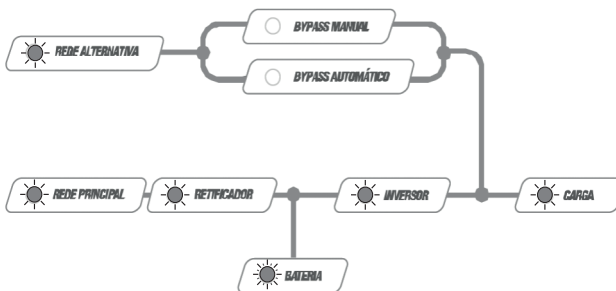 BYPASS MANUAL
REDE ALTERNATIVA
BYPASS AUTOMÁTICO
REDE PRINCIPAL
RETIFICADOR
INVERSOR
CARGA
BATERIA